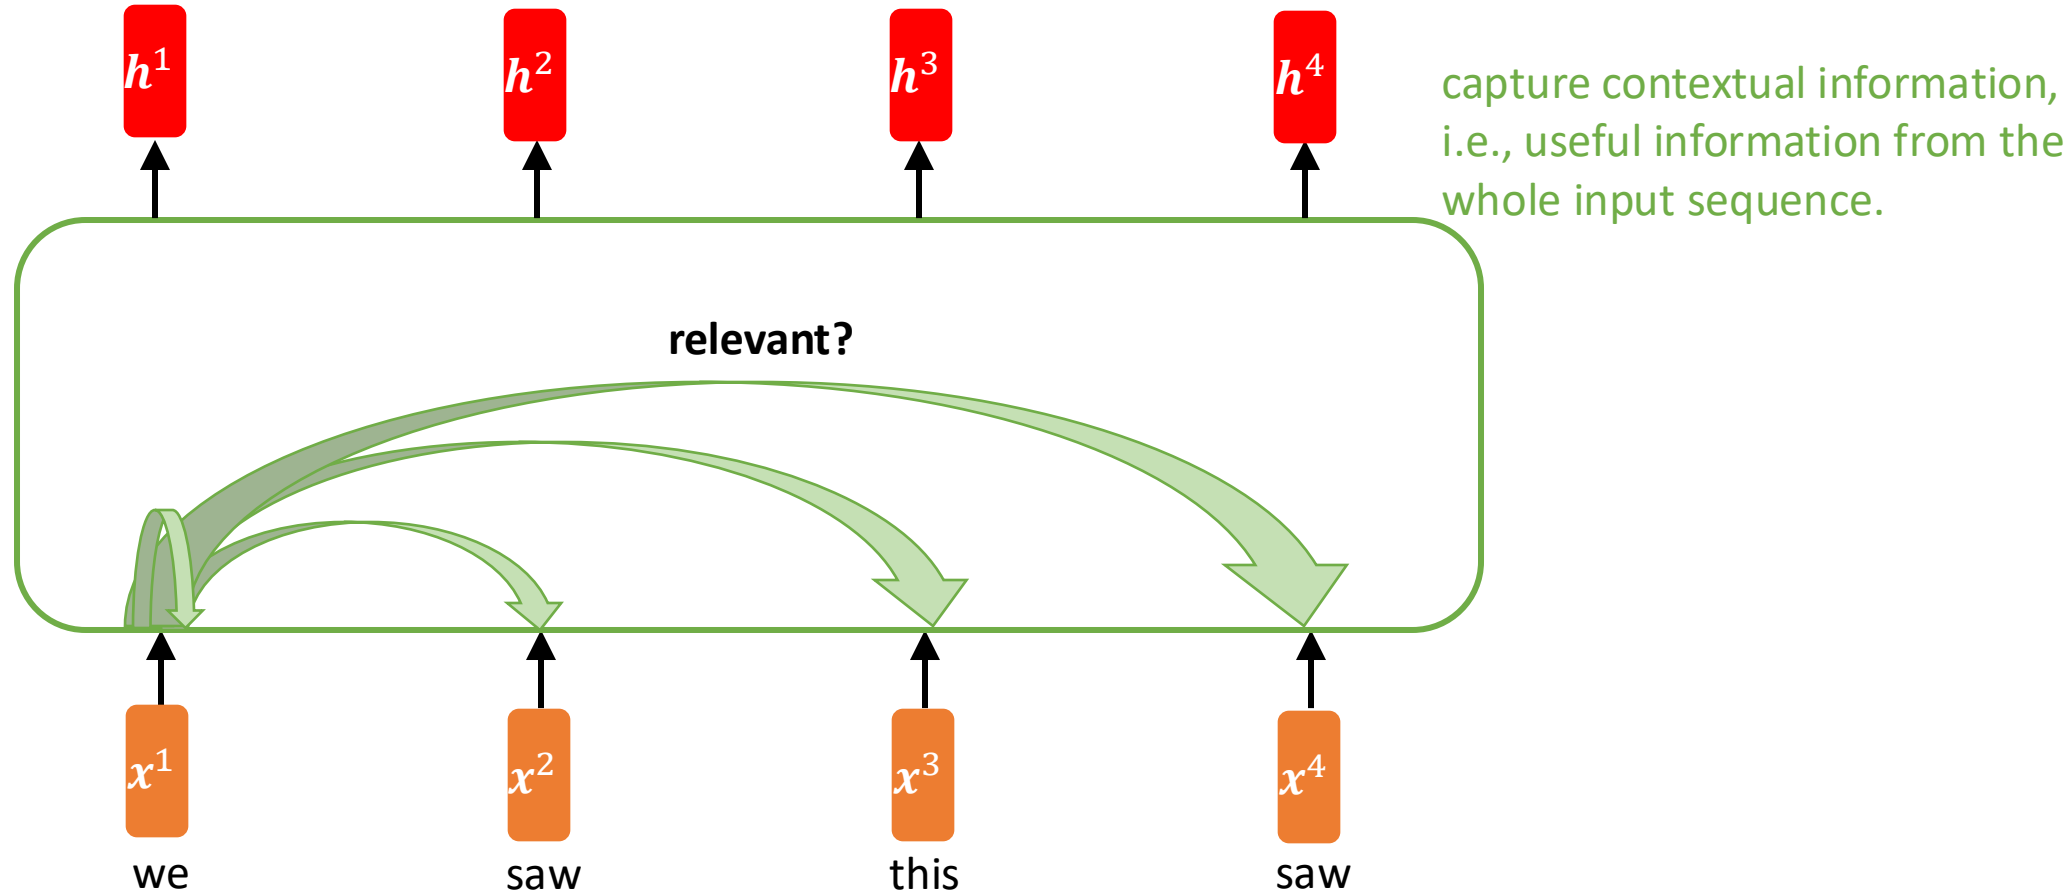 h¹ h² h³ h⁴
capture contextual information,
i.e., useful information from the
whole input sequence.
relevant?
x¹ x² x³ x⁴
we saw this saw